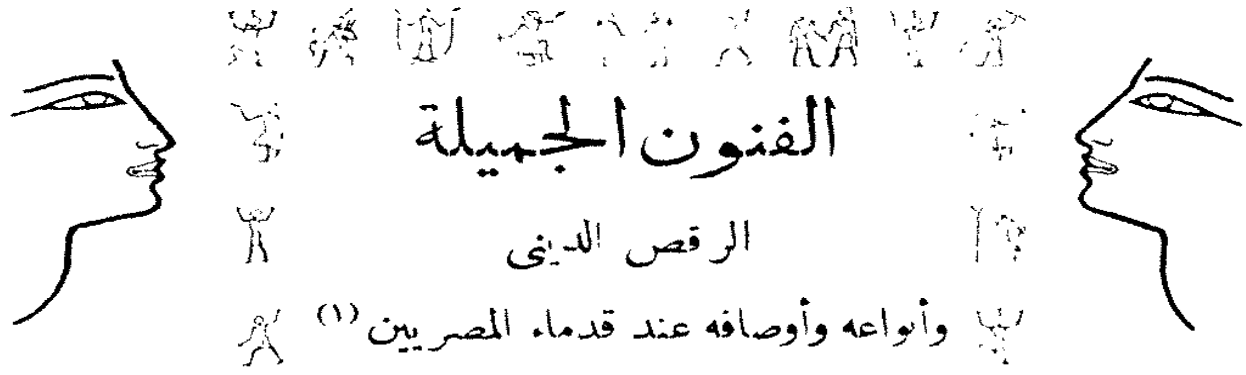 الفنون الجميلة
الرقص الدينى
وأنواعه وأوصافه عند قدماء المصريين (١)